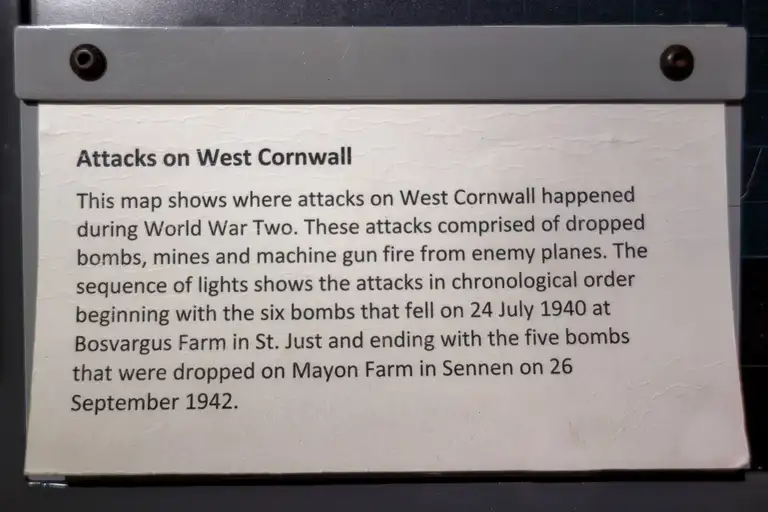 Attacks on West Cornwall
This map shows where attacks on West Cornwall happened
during World War Two. These attacks comprised of dropped
bombs, mines and machine gun fire from enemy planes. The
sequence of lights shows the attacks in chronological order
beginning with the six bombs that fell on 24 July 1940 at
Bosvargus Farm in St. Just and ending with the five bombs
that were dropped on Mayon Farm in Sennen on 26
September 1942.